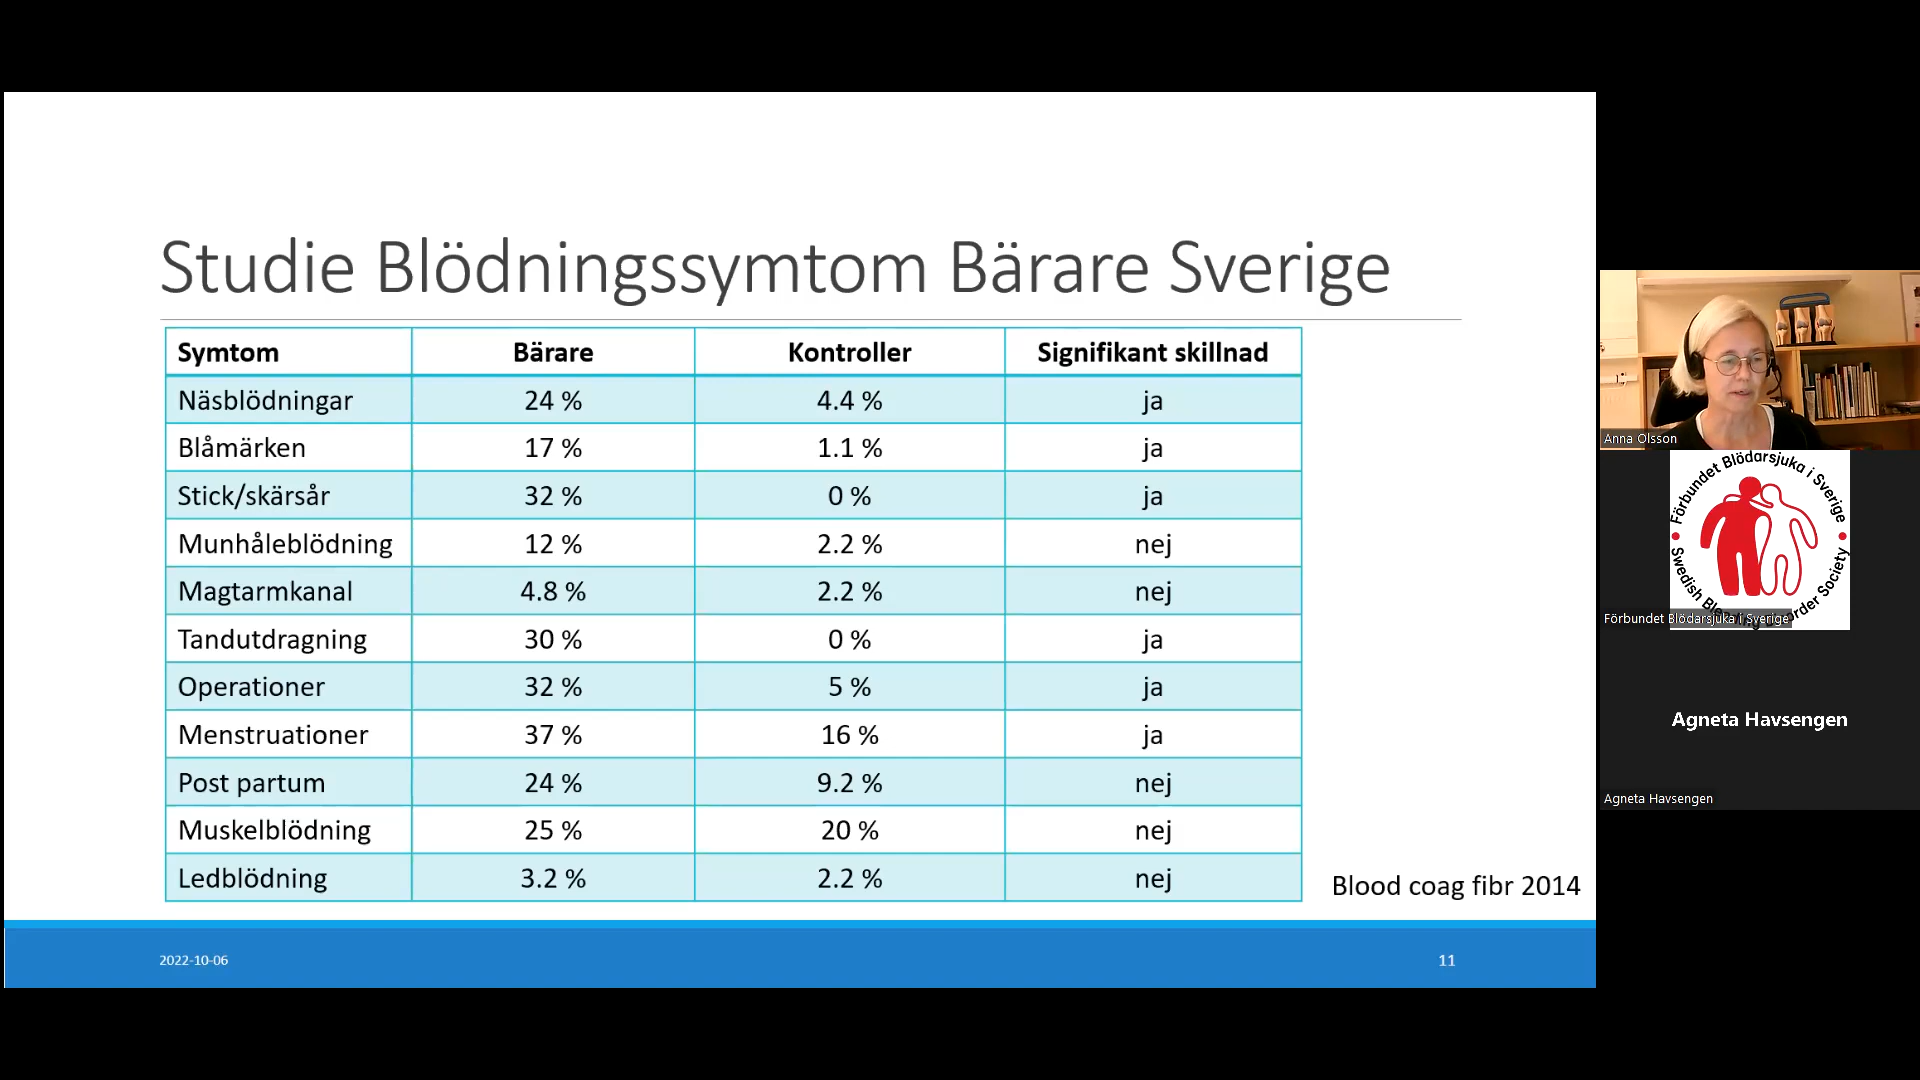 Studie Blödningssymtom Bärare Sverige
Symtom Bärare Kontroller Signifikant skillnad
Näsblödningar 24 % 4.4 % ja
Blåmärken 17 % 1.1 % ja
Stick/skärsår 32 % 0 % ja
Munhåleblödning 12 % 2.2 % nej
Magtarmkanal 4.8 % 2.2 % nej
Tandutdragning 30 % 0 % ja
Operationer 32 % 5 % ja
Menstruationer 37 % 16 % ja
Post partum 24 % 9.2 % nej
Muskelblödning 25 % 20 % nej
Ledblödning 3.2 % 2.2 % nej
Blood coag fibr 2014
2022-10-06
11
Anna Olsson
Förbundet Blödarsjuka i Sverige
Swedish Bleeding Disorder Society
Förbundet Blödarsjuka i Sverige
Agneta Havsengen
Agneta Havsengen